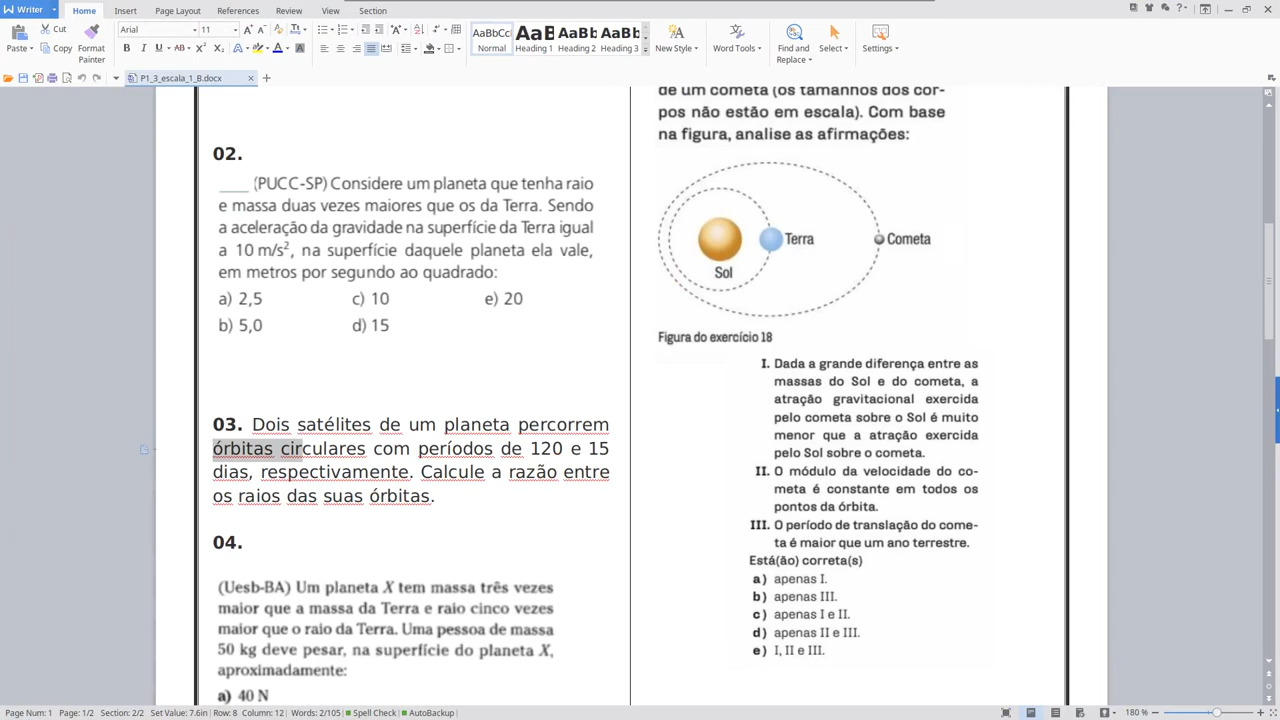 Writer
Home
Insert
Page Layout
References
Review
View
Section
Paste
Cut
Copy
Format
Painter
Arial
11
AaBbCc
Normal
AaBb
Heading 1
AaBb
Heading 2
AaBb
Heading 3
New Style
Word Tools
Find and
Replace
Select
Settings
P1_3_escala_1_B.docx
02.
____ (PUCC-SP) Considere um planeta que tenha raio
e massa duas vezes maiores que os da Terra. Sendo
a aceleração da gravidade na superfície da Terra igual
a 10 m/s², na superfície daquele planeta ela vale,
em metros por segundo ao quadrado:
a) 2,5 c) 10 e) 20
b) 5,0 d) 15
03. Dois satélites de um planeta percorrem
órbitas circulares com períodos de 120 e 15
dias, respectivamente. Calcule a razão entre
os raios das suas órbitas.
04.
(Uesb-BA) Um planeta X tem massa três vezes
maior que a massa da Terra e raio cinco vezes
maior que o raio da Terra. Uma pessoa de massa
50 kg deve pesar, na superfície do planeta X,
aproximadamente:
a) 40 N
de um cometa (os tamanhos dos cor-
pos não estão em escala). Com base
na figura, analise as afirmações:
Terra
Cometa
Sol
Figura do exercício 18
I. Dada a grande diferença entre as
massas do Sol e do cometa, a
atração gravitacional exercida
pelo cometa sobre o Sol é muito
menor que a atração exercida
pelo Sol sobre o cometa.
II. O módulo da velocidade do co-
meta é constante em todos os
pontos da órbita.
III. O período de translação do come-
ta é maior que um ano terrestre.
Está(ão) correta(s)
a) apenas I.
b) apenas III.
c) apenas I e II.
d) apenas II e III.
e) I, II e III.
Page Num: 1 Page: 1/2 Section: 2/2 Set Value: 7.6in Row: 8 Column: 12 Words: 2/105 Spell Check AutoBackup
180 %